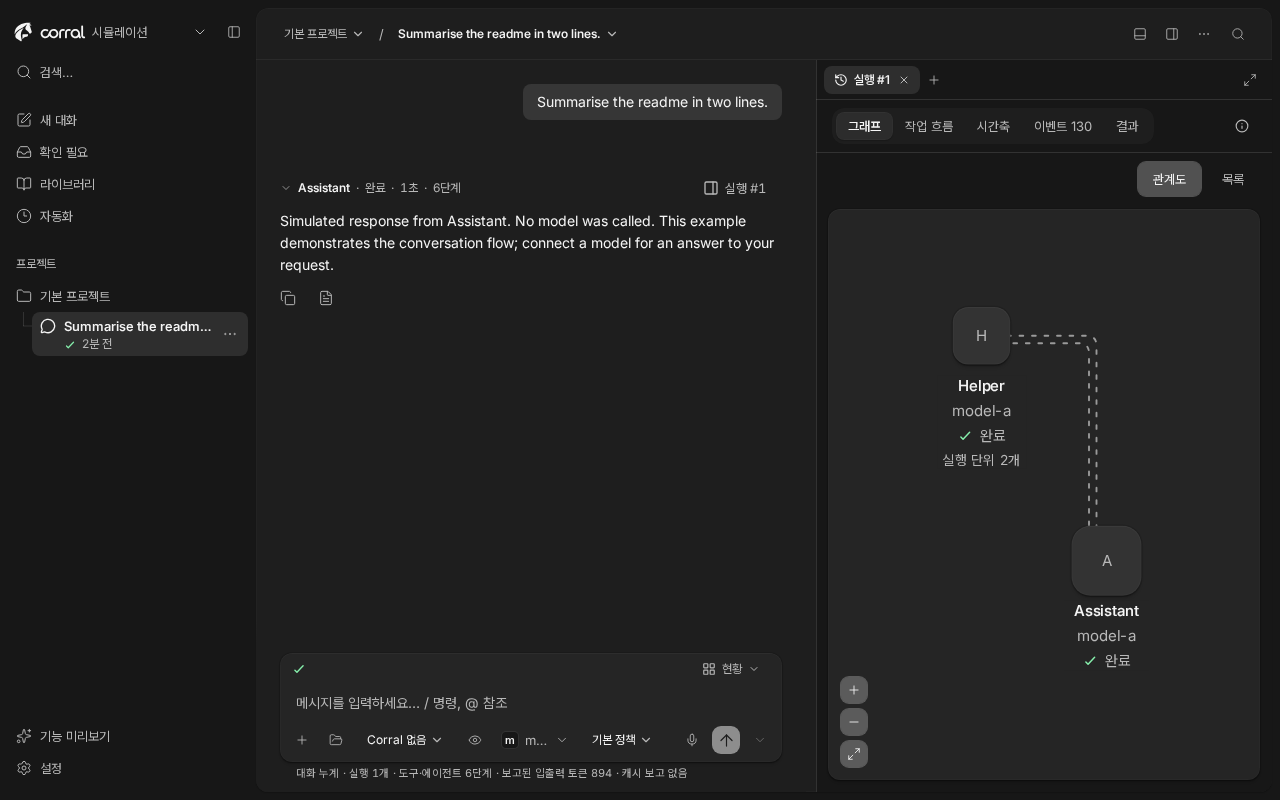 corral 시뮬레이션
검색...
새 대화
확인 필요
라이브러리
자동화
프로젝트
기본 프로젝트
Summarise the readm...
2분 전
기능 미리보기
설정
기본 프로젝트 / Summarise the readme in two lines.
Summarise the readme in two lines.
Assistant · 완료 · 1초 · 6단계
실행 #1
Simulated response from Assistant. No model was called. This example
demonstrates the conversation flow; connect a model for an answer to your
request.
현황
메시지를 입력하세요... / 명령, @ 참조
Corral 없음
m m...
기본 정책
대화 누계 · 실행 1개 · 도구·에이전트 6단계 · 보고된 입출력 토큰 894 · 캐시 보고 없음
실행 #1
그래프 작업 흐름 시간축 이벤트 130 결과
관계도 목록
H
Helper
model-a
완료
실행 단위 2개
A
Assistant
model-a
완료